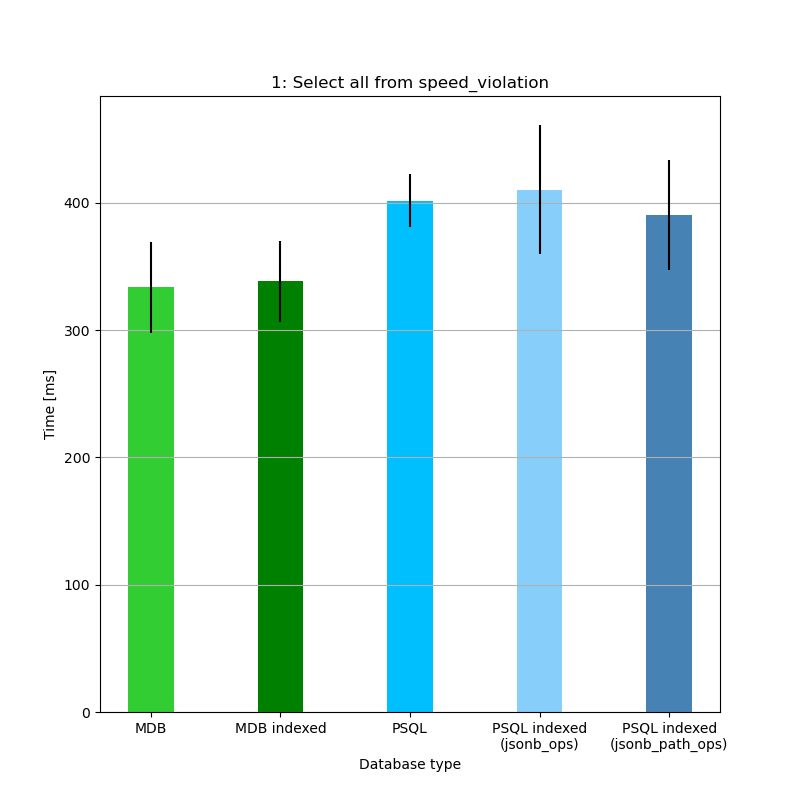 1: Select all from speed_violation
Time [ms]
400
300
200
100
0
MDB
MDB indexed
PSQL
PSQL indexed
(jsonb_ops)
PSQL indexed
(jsonb_path_ops)
Database type